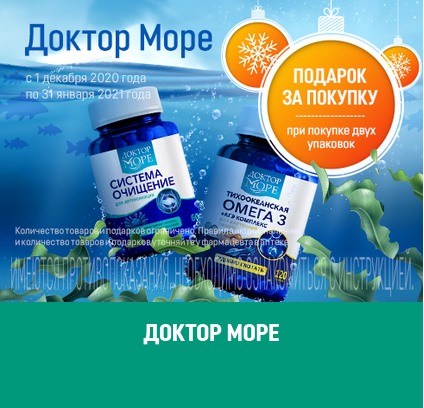 Доктор Море
с 1 декабря 2020 года
по 31 января 2021 года
ПОДАРОК
ЗА ПОКУПКУ
при покупке двух
упаковок
ДОКТОР
МОРЕ
СИСТЕМА
ОЧИЩЕНИЕ
ДОКТОР
МОРЕ
ТИХООКЕАНСКАЯ
ОМЕГА 3
120
Количество товаров и подарков ограничено. Правила
и количество товаров и подарков уточняйте у фармацевта в аптеке.
ИМЕЮТСЯ ПРОТИВОПОКАЗАНИЯ. НЕОБХОДИМО ОЗНАКОМИТЬСЯ С ИНСТРУКЦИЕЙ.
ДОКТОР МОРЕ